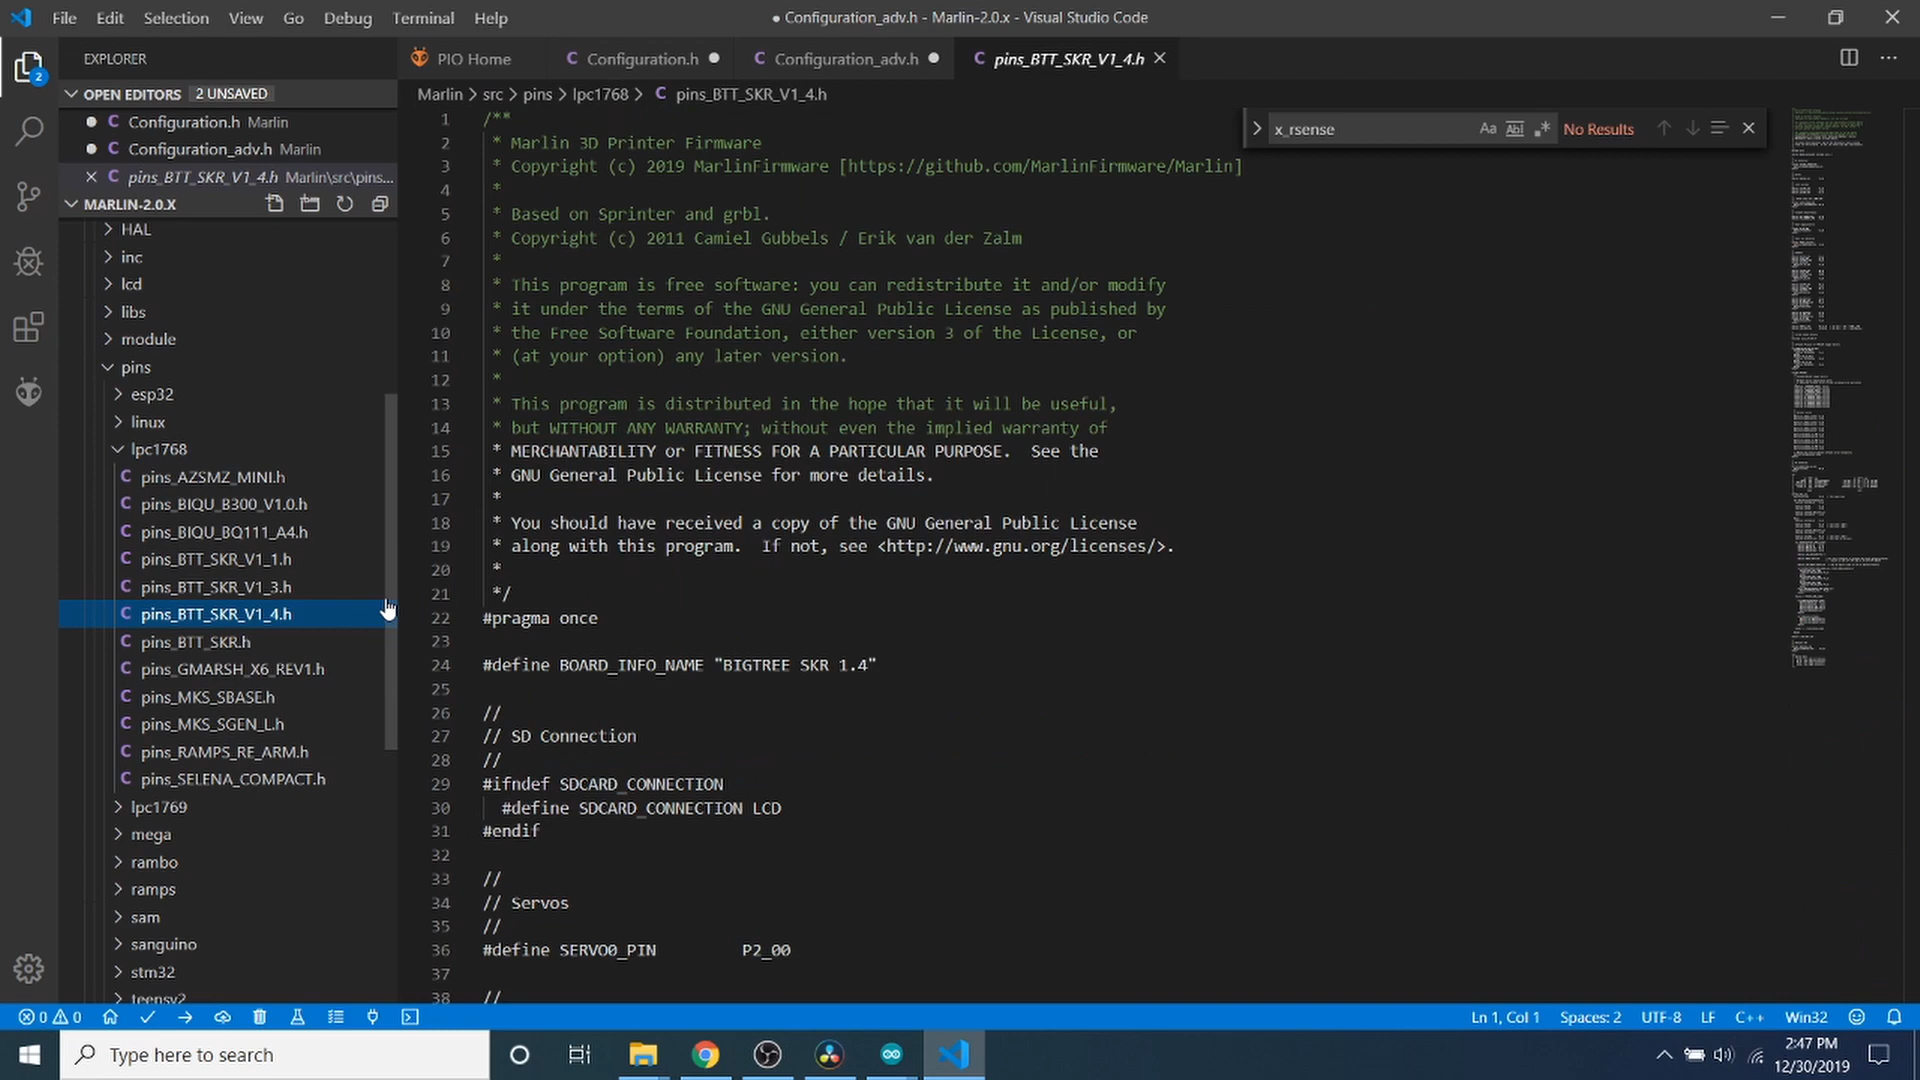 File Edit Selection View Go Debug Terminal Help
● Configuration_adv.h - Marlin-2.0.x - Visual Studio Code
EXPLORER
PIO Home
Configuration.h
Configuration_adv.h
pins_BTT_SKR_V1_4.h
OPEN EDITORS 2 UNSAVED
Configuration.h Marlin
Configuration_adv.h Marlin
pins_BTT_SKR_V1_4.h Marlin\src\pins...
MARLIN-2.0.X
HAL
inc
lcd
libs
module
pins
esp32
linux
lpc1768
pins_AZSMZ_MINI.h
pins_BIQU_B300_V1.0.h
pins_BIQU_BQ111_A4.h
pins_BTT_SKR_V1_1.h
pins_BTT_SKR_V1_3.h
pins_BTT_SKR_V1_4.h
pins_BTT_SKR.h
pins_GMARSH_X6_REV1.h
pins_MKS_SBASE.h
pins_MKS_SGEN_L.h
pins_RAMPS_RE_ARM.h
pins_SELENA_COMPACT.h
lpc1769
mega
rambo
ramps
sam
sanguino
stm32
teensy2
Marlin > src > pins > lpc1768 > C pins_BTT_SKR_V1_4.h
x_rsense Aa Abl .* No Results
1 /**
2 * Marlin 3D Printer Firmware
3 * Copyright (c) 2019 MarlinFirmware [https://github.com/MarlinFirmware/Marlin]
4 *
5 * Based on Sprinter and grbl.
6 * Copyright (c) 2011 Camiel Gubbels / Erik van der Zalm
7 *
8 * This program is free software: you can redistribute it and/or modify
9 * it under the terms of the GNU General Public License as published by
10 * the Free Software Foundation, either version 3 of the License, or
11 * (at your option) any later version.
12 *
13 * This program is distributed in the hope that it will be useful,
14 * but WITHOUT ANY WARRANTY; without even the implied warranty of
15 * MERCHANTABILITY or FITNESS FOR A PARTICULAR PURPOSE.  See the
16 * GNU General Public License for more details.
17 *
18 * You should have received a copy of the GNU General Public License
19 * along with this program.  If not, see <http://www.gnu.org/licenses/>.
20 *
21 */
22 #pragma once
23
24 #define BOARD_INFO_NAME "BIGTREE SKR 1.4"
25
26 //
27 // SD Connection
28 //
29 #ifndef SDCARD_CONNECTION
30 #define SDCARD_CONNECTION LCD
31 #endif
32
33 //
34 // Servos
35 //
36 #define SERVO0_PIN P2_00
37
38 //
0 0 Ln 1, Col 1 Spaces: 2 UTF-8 LF C++ Win32
Type here to search
2:47 PM
12/30/2019